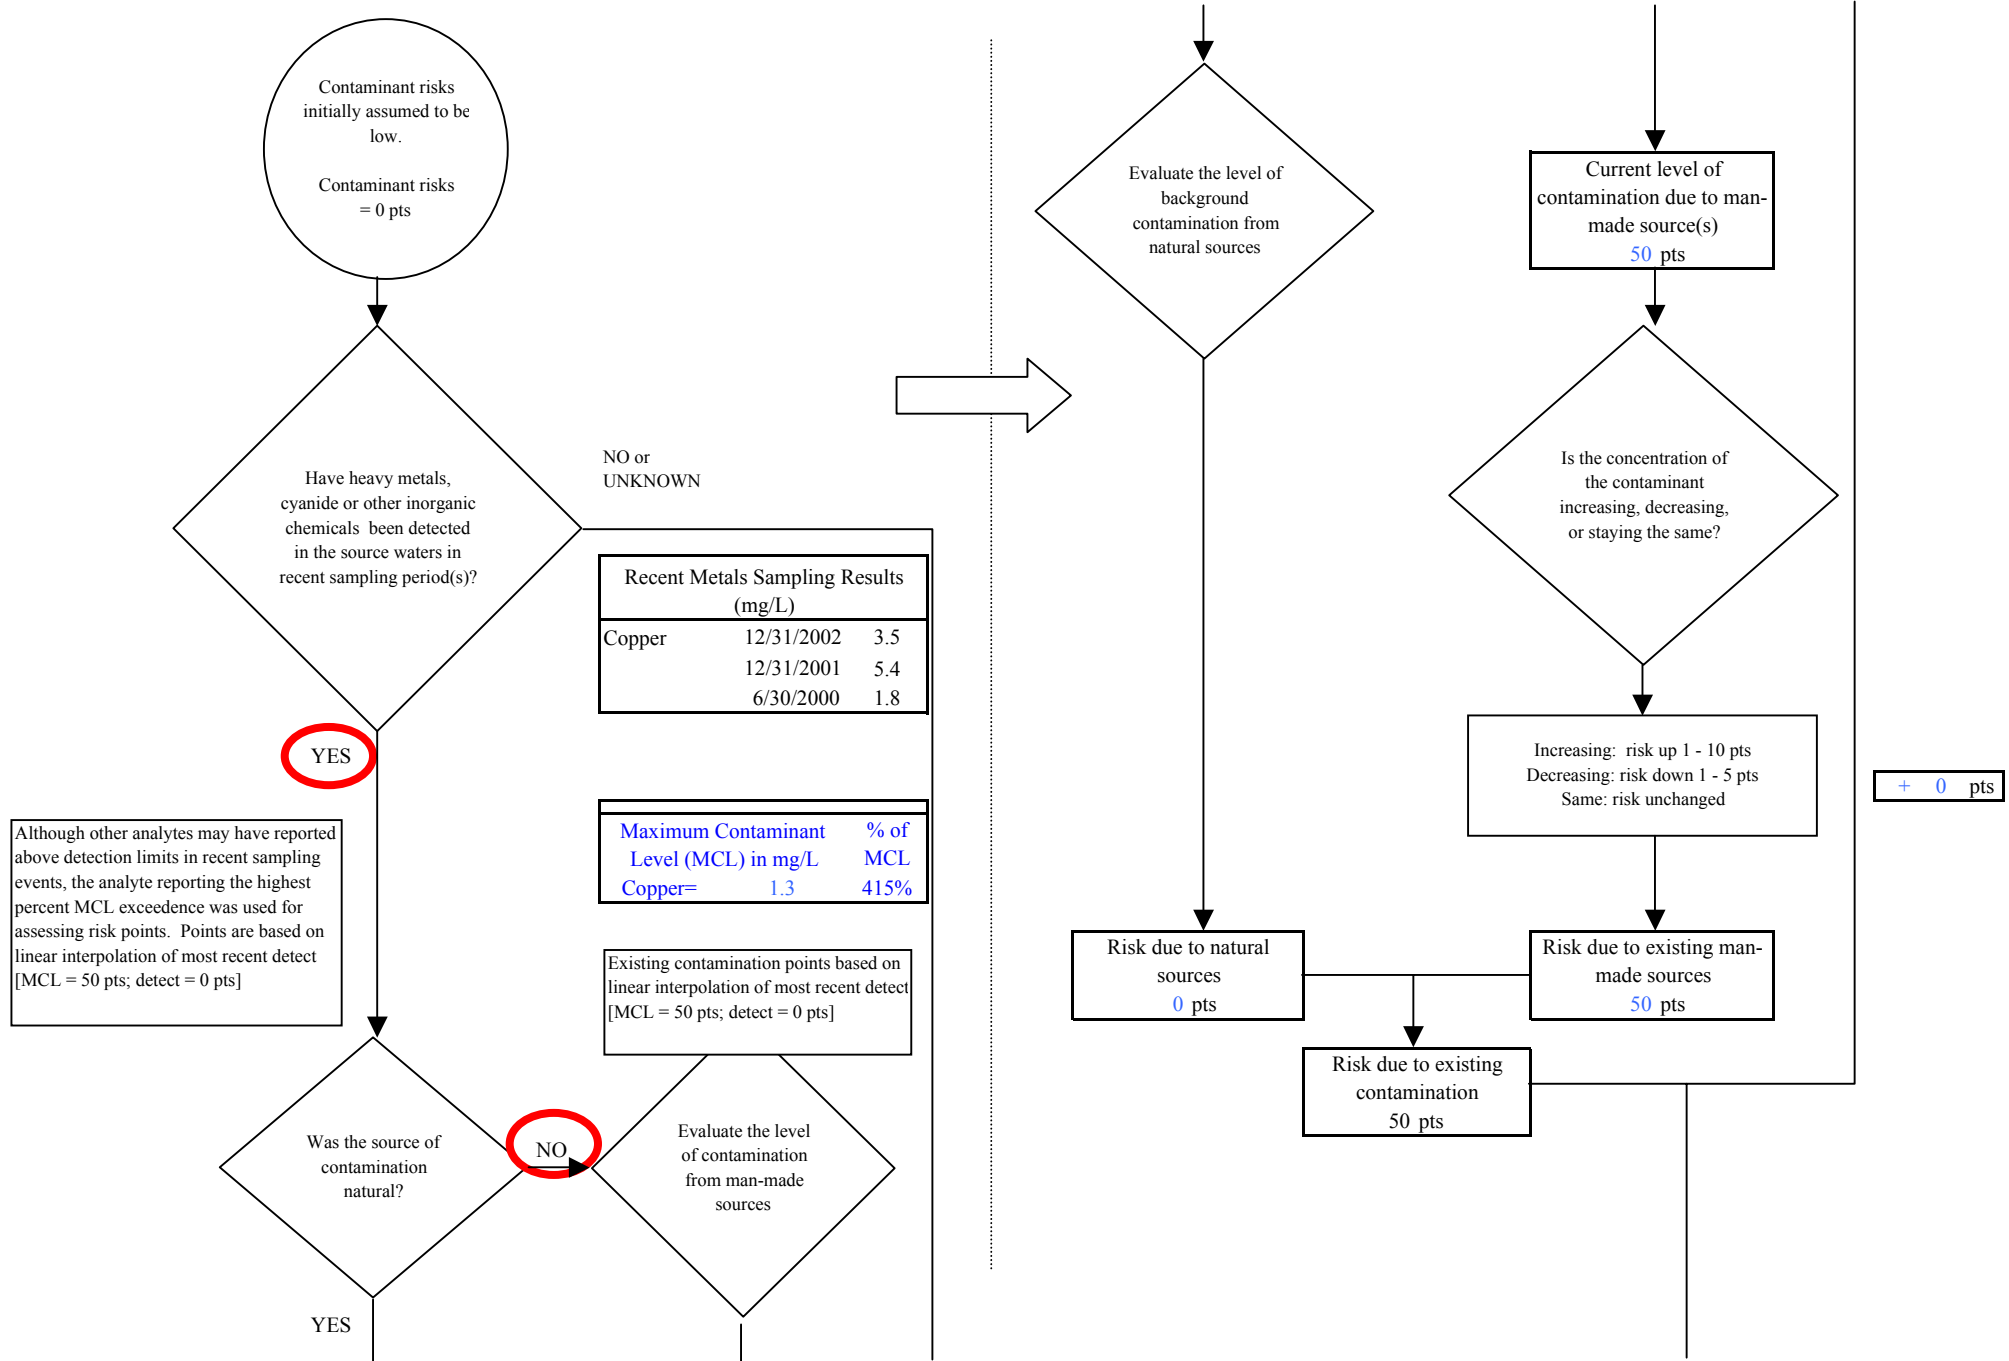 Contaminant risks
initially assumed to be
low.
Contaminant risks
= 0 pts
Have heavy metals,
cyanide or other inorganic
chemicals been detected
in the source waters in
recent sampling period(s)?
NO or
UNKNOWN
Recent Metals Sampling Results
(mg/L)
Copper 12/31/2002 3.5
12/31/2001 5.4
6/30/2000 1.8
YES
Maximum Contaminant % of
Level (MCL) in mg/L MCL
Copper= 1.3 415%
Although other analytes may have reported
above detection limits in recent sampling
events, the analyte reporting the highest
percent MCL exceedence was used for
assessing risk points. Points are based on
linear interpolation of most recent detect
[MCL = 50 pts; detect = 0 pts]
Existing contamination points based on
linear interpolation of most recent detect
[MCL = 50 pts; detect = 0 pts]
Was the source of
contamination
natural?
NO
Evaluate the level
of contamination
from man-made
sources
YES
Evaluate the level of
background
contamination from
natural sources
Current level of
contamination due to man-
made source(s)
50 pts
Is the concentration of
the contaminant
increasing, decreasing,
or staying the same?
Increasing: risk up 1 - 10 pts
Decreasing: risk down 1 - 5 pts
Same: risk unchanged
+ 0 pts
Risk due to natural
sources
0 pts
Risk due to existing man-
made sources
50 pts
Risk due to existing
contamination
50 pts